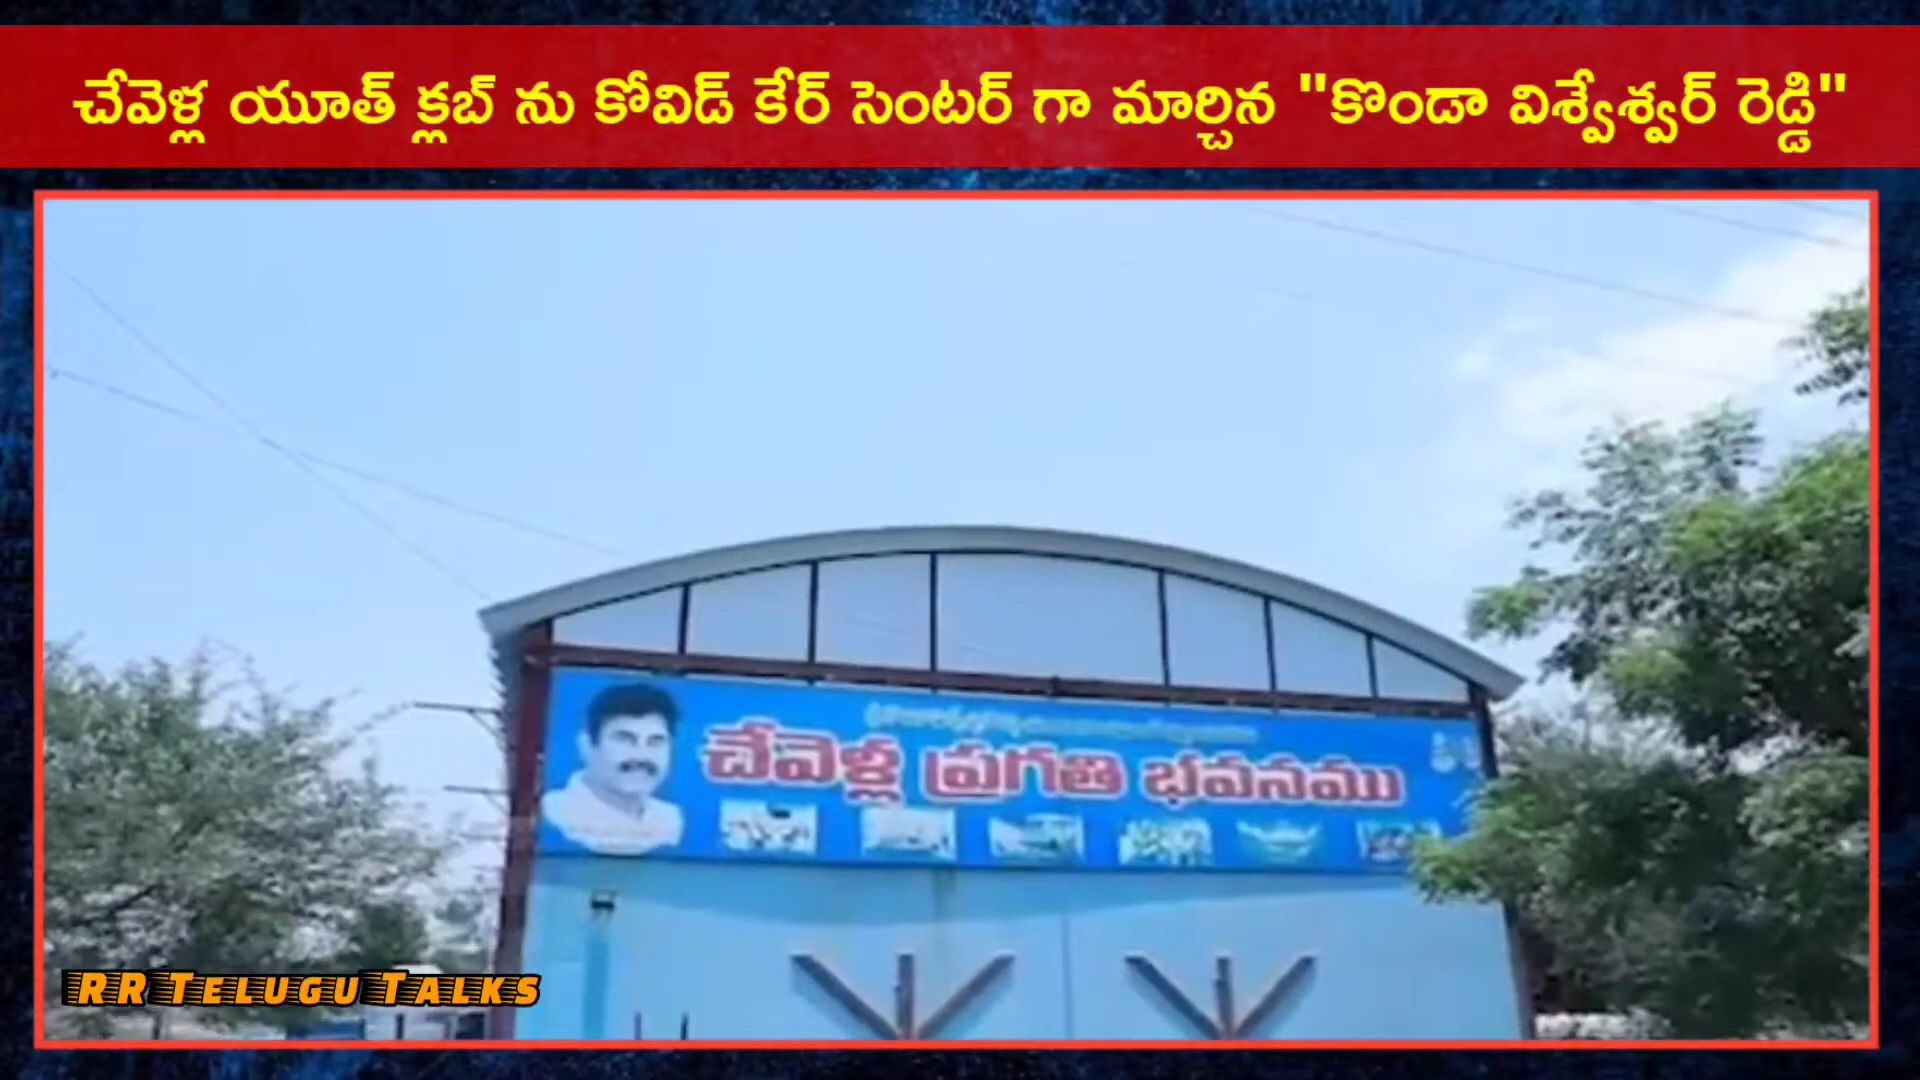 చేవెళ్ల యూత్ క్లబ్ ను కోవిడ్ కేర్ సెంటర్ గా మార్చిన "కొండా విశ్వేశ్వర్ రెడ్డి"
చేవెళ్ల ప్రగతి భవనము
RR TELUGU TALKS